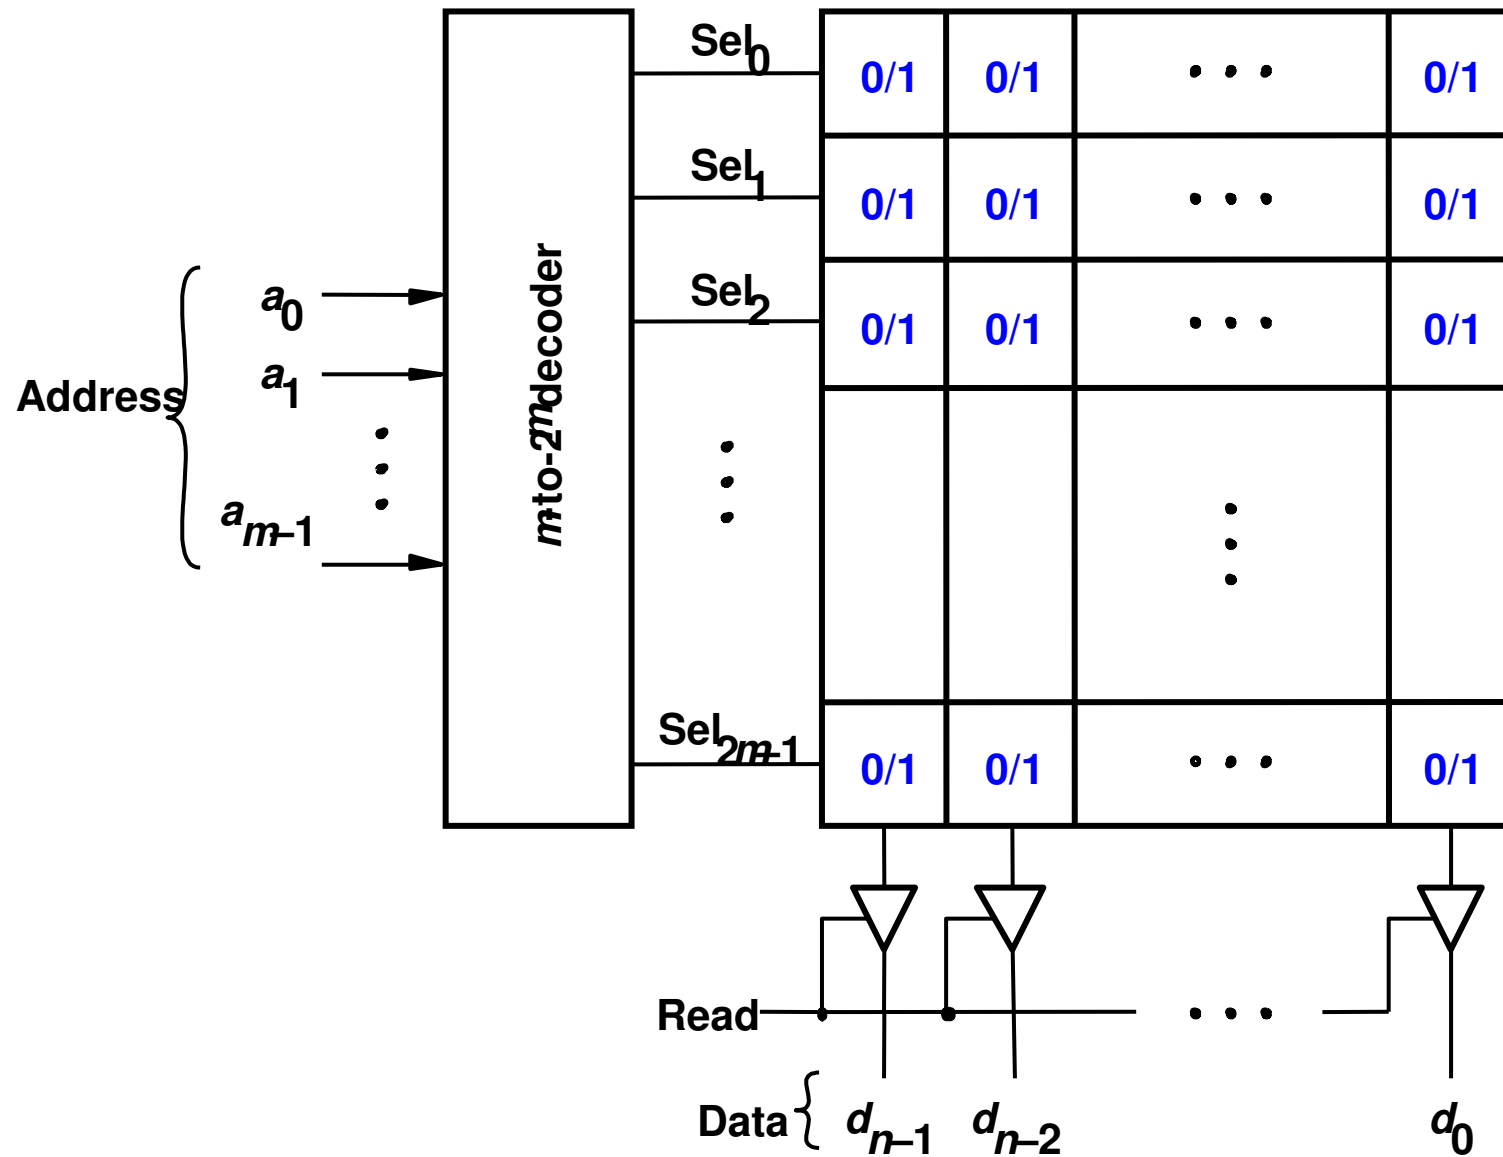 Sel0
0/1 0/1 • • • 0/1
Sel1
0/1 0/1 • • • 0/1
Sel2
0/1 0/1 • • • 0/1
Address
a0
a1
am–1
m-to-2m decoder
Sel2m–1
0/1 0/1 • • • 0/1
Read • • •
Data dn–1 dn–2 d0